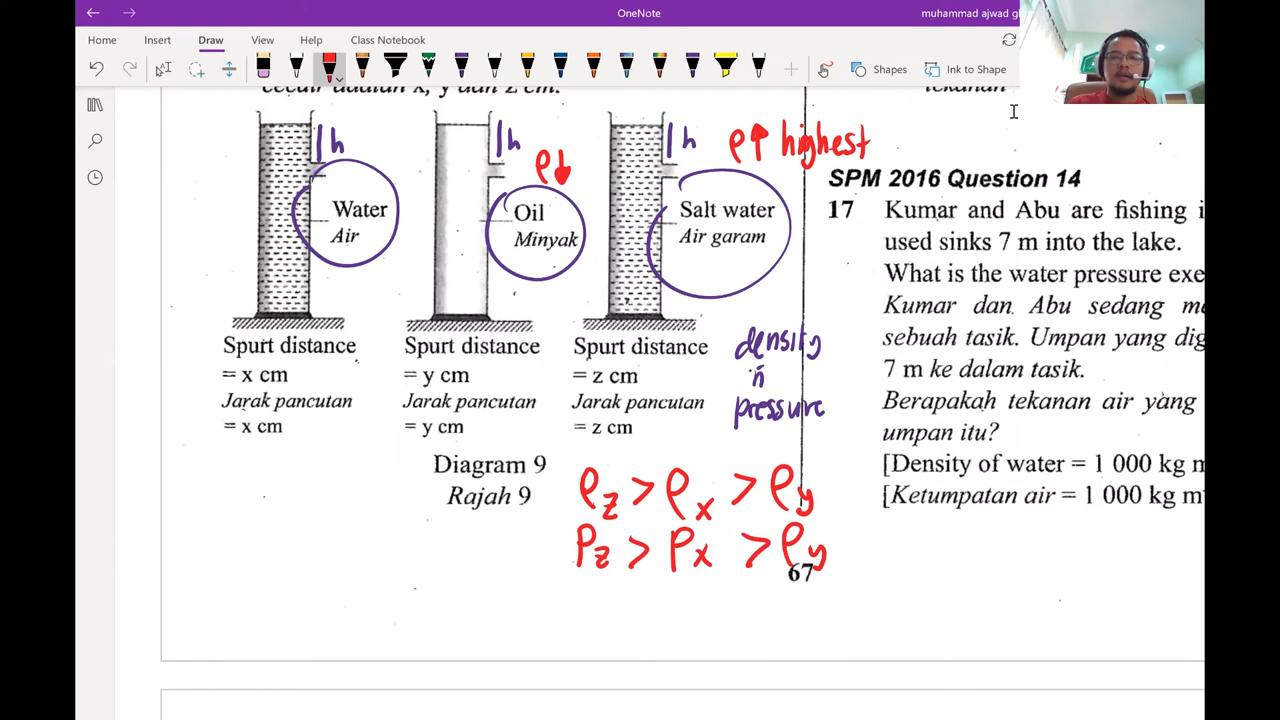 OneNote
muhammad ajwad
Home Insert Draw View Help Class Notebook
Shapes Ink to Shape
cecair adalah x, y dan z cm.
tekanan
h h h
ρ↓ ρ↑ highest
Water
Air
Oil
Minyak
Salt water
Air garam
Spurt distance
= x cm
Jarak pancutan
= x cm
Spurt distance
= y cm
Jarak pancutan
= y cm
Spurt distance
= z cm
Jarak pancutan
= z cm
density
pressure
Diagram 9
Rajah 9
ρz > ρx > ρy
Pz > Px > Py
67
SPM 2016 Question 14
17 Kumar and Abu are fishing
used sinks 7 m into the lake.
What is the water pressure
Kumar dan Abu sedang
sebuah tasik. Umpan yang
7 m ke dalam tasik.
Berapakah tekanan air yang
umpan itu?
[Density of water = 1 000 kg
[Ketumpatan air = 1 000 kg